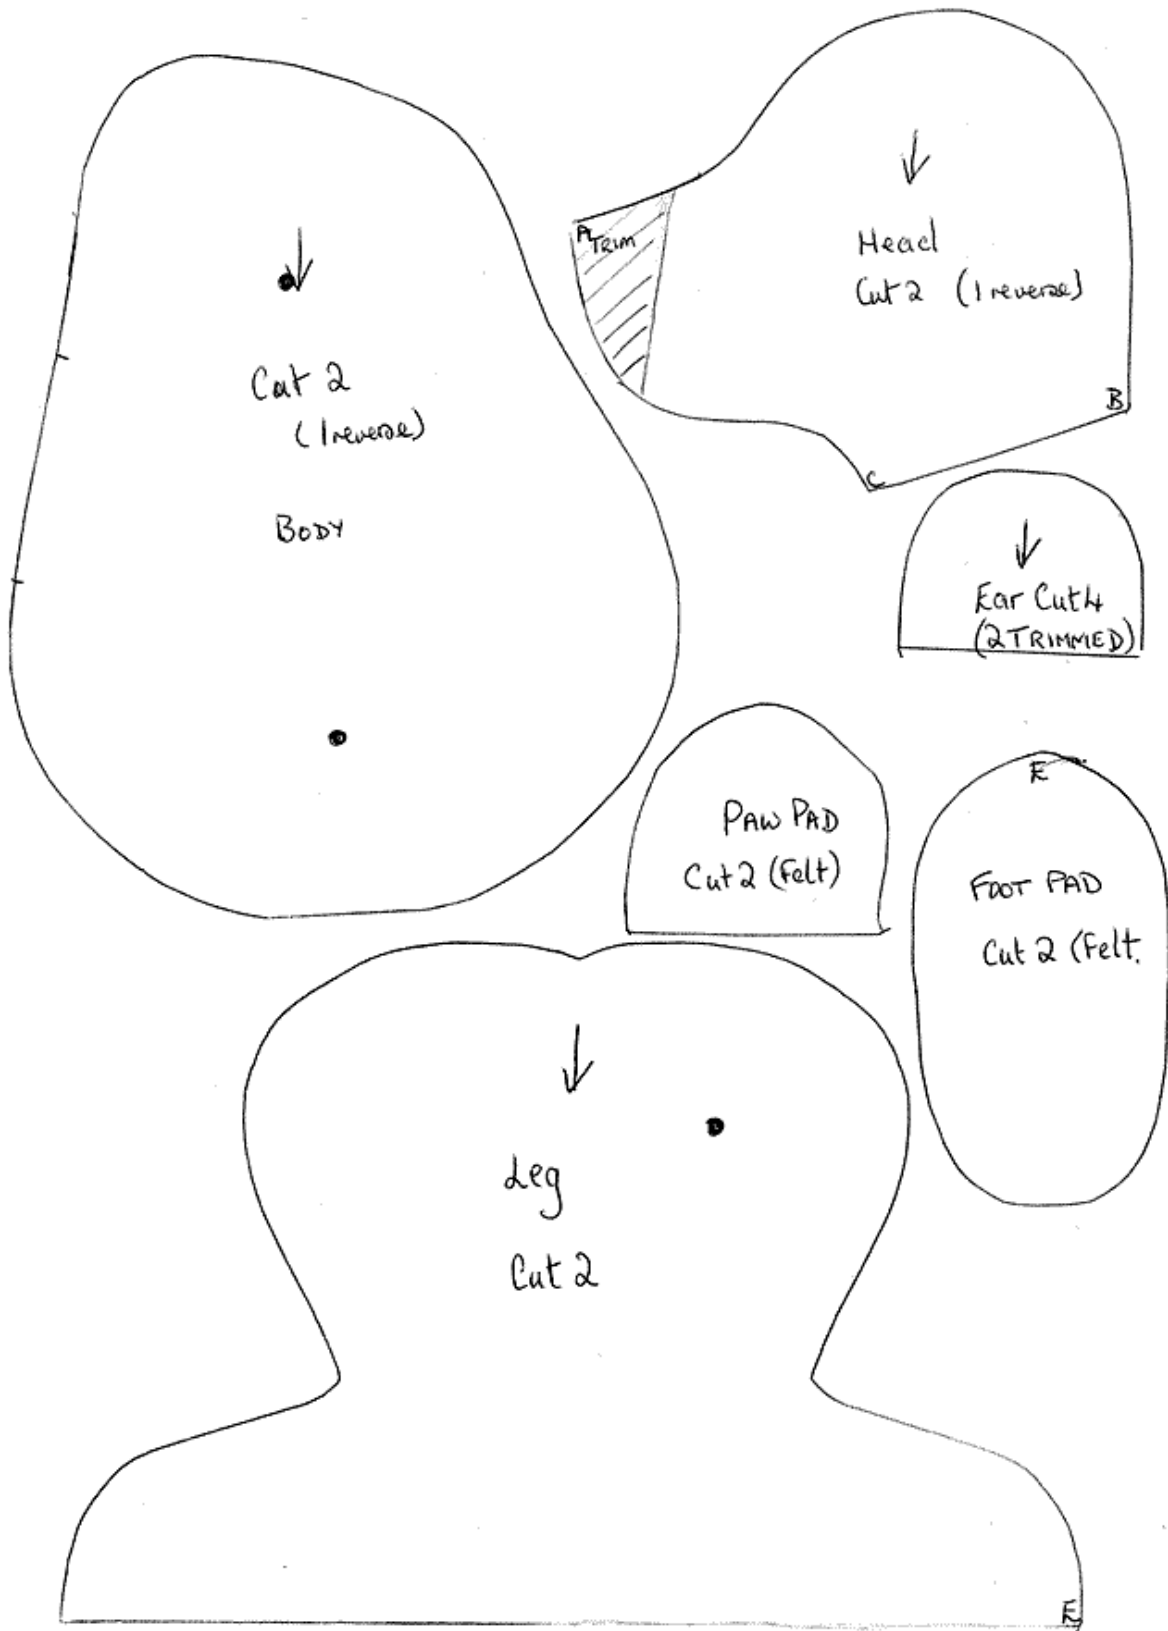 Cut 2
(1 reverse)
BODY
A
TRIM
Head
Cut 2 (1 reverse)
B
C
Ear Cut 4
(2 TRIMMED)
PAW PAD
Cut 2 (Felt)
E
FOOT PAD
Cut 2 (Felt.
Leg
Cut 2
E